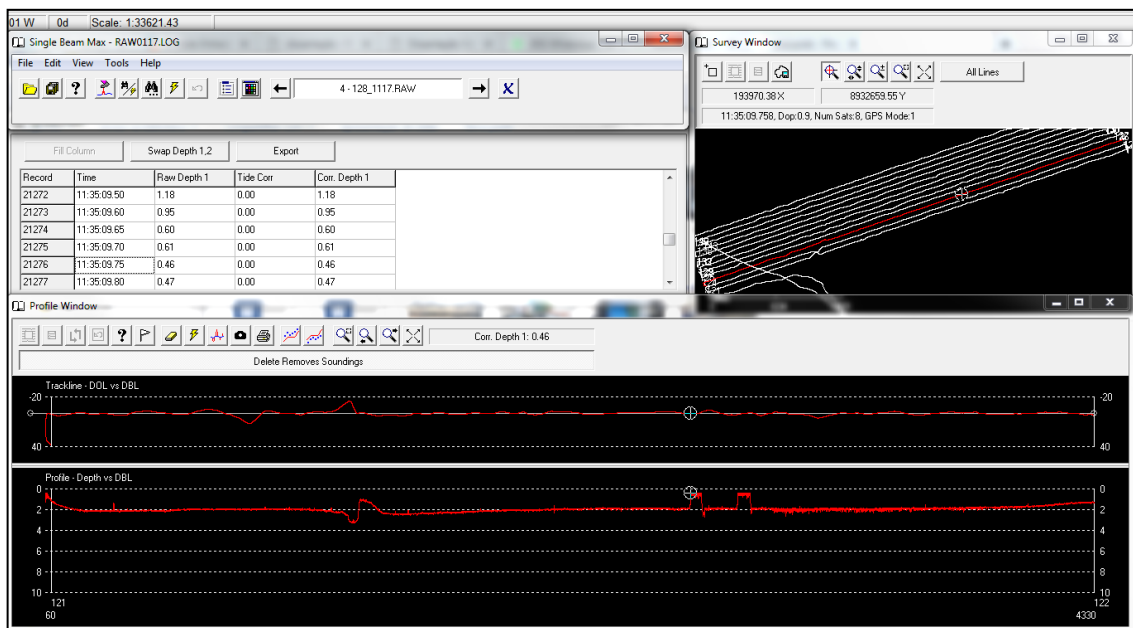 01 W 0d Scale: 1:33621.43
Single Beam Max - RAW0117.LOG
File Edit View Tools Help
4 - 128_1117.RAW
Fill Column Swap Depth 1,2 Export
Record Time Raw Depth 1 Tide Corr Corr. Depth 1
21272 11:35:09.50 1.18 0.00 1.18
21273 11:35:09.60 0.95 0.00 0.95
21274 11:35:09.65 0.60 0.00 0.60
21275 11:35:09.70 0.61 0.00 0.61
21276 11:35:09.75 0.46 0.00 0.46
21277 11:35:09.80 0.47 0.00 0.47
Survey Window
All Lines
193970.38 X 8932659.55 Y
11:35:09.758, Dop:0.9, Num Sats:8, GPS Mode:1
Profile Window
Corr. Depth 1: 0.46
Delete Removes Soundings
Trackline - DOL vs DBL
-20 -20
40 40
Profile - Depth vs DBL
0 0
2 2
4 4
6 6
8 8
10 10
121 122
60 4330